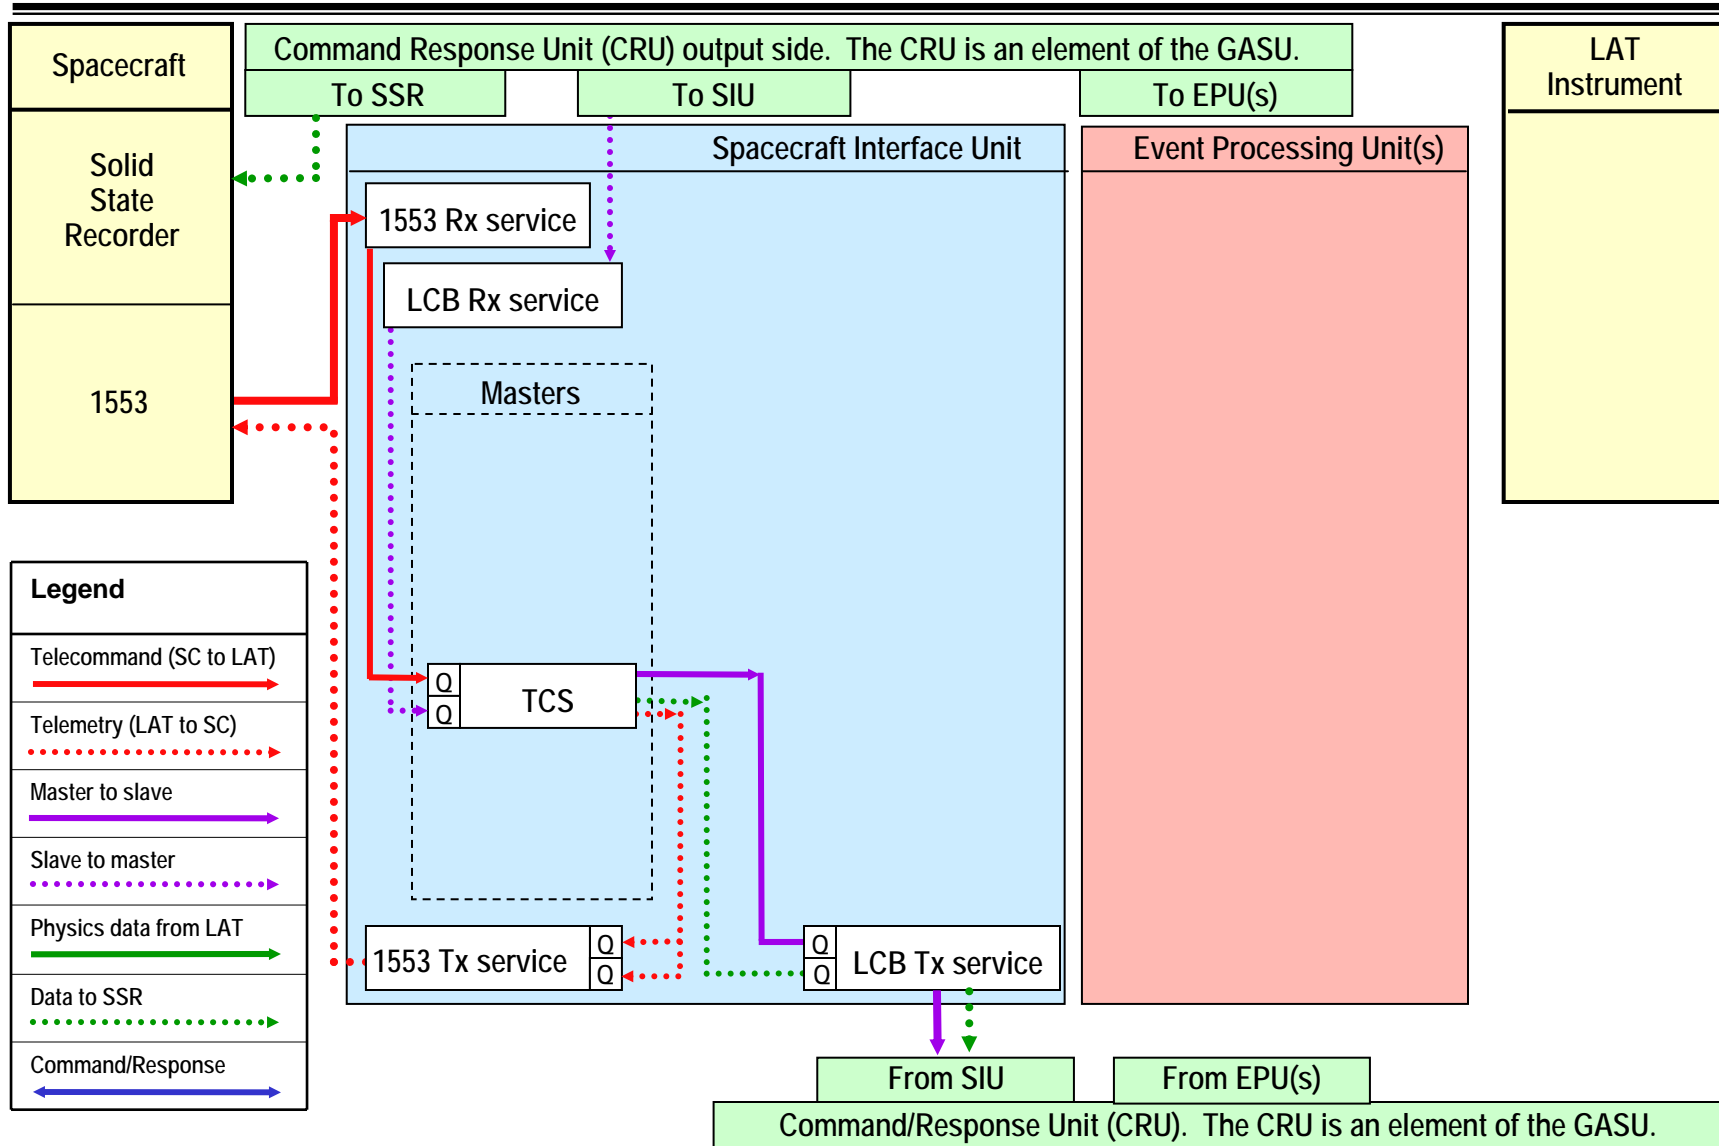 Command Response Unit (CRU) output side. The CRU is an element of the GASU.
To SSR
To SIU
To EPU(s)
Spacecraft
Solid
State
Recorder
1553
LAT
Instrument
Spacecraft Interface Unit
Event Processing Unit(s)
1553 Rx service
LCB Rx service
Masters
Q
Q
TCS
1553 Tx service
Q
Q
Q
Q
LCB Tx service
Legend
Telecommand (SC to LAT)
Telemetry (LAT to SC)
Master to slave
Slave to master
Physics data from LAT
Data to SSR
Command/Response
From SIU
From EPU(s)
Command/Response Unit (CRU). The CRU is an element of the GASU.